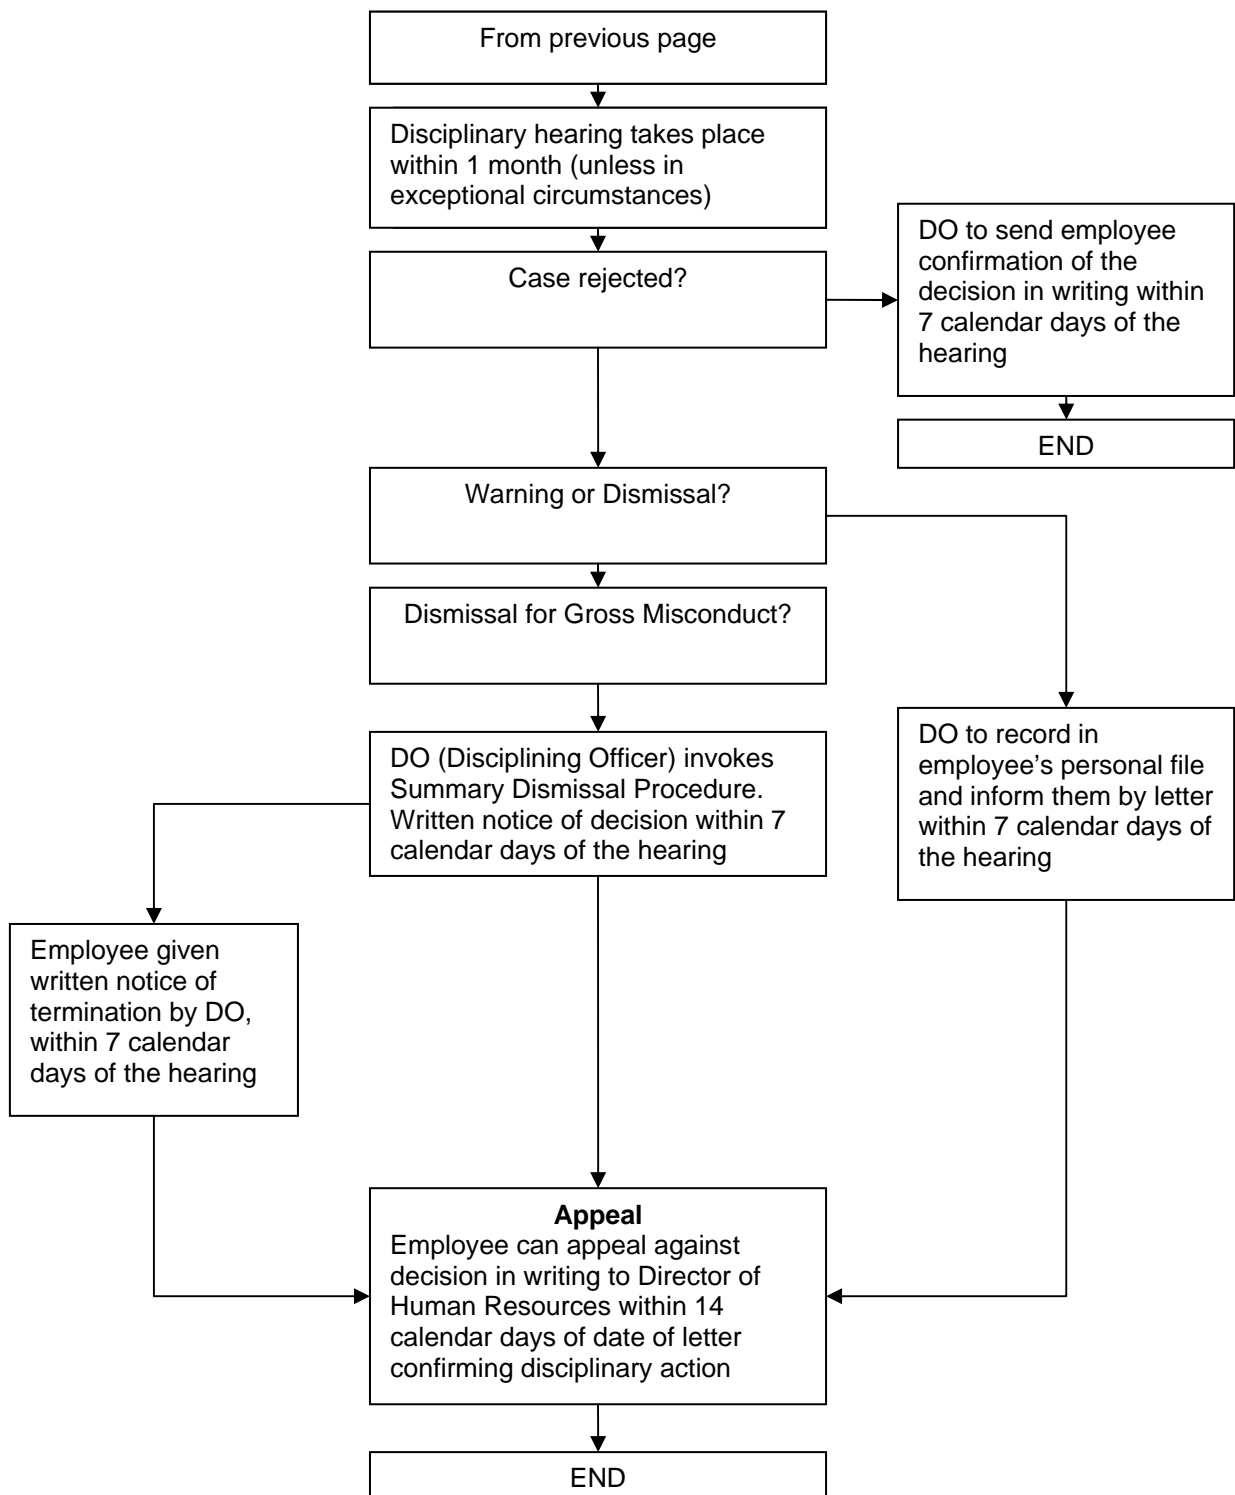 From previous page
Disciplinary hearing takes place
within 1 month (unless in
exceptional circumstances)
Case rejected?
DO to send employee
confirmation of the
decision in writing within
7 calendar days of the
hearing
END
Warning or Dismissal?
Dismissal for Gross Misconduct?
DO (Disciplining Officer) invokes
Summary Dismissal Procedure.
Written notice of decision within 7
calendar days of the hearing
DO to record in
employee’s personal file
and inform them by letter
within 7 calendar days of
the hearing
Employee given
written notice of
termination by DO,
within 7 calendar
days of the hearing
Appeal
Employee can appeal against
decision in writing to Director of
Human Resources within 14
calendar days of date of letter
confirming disciplinary action
END